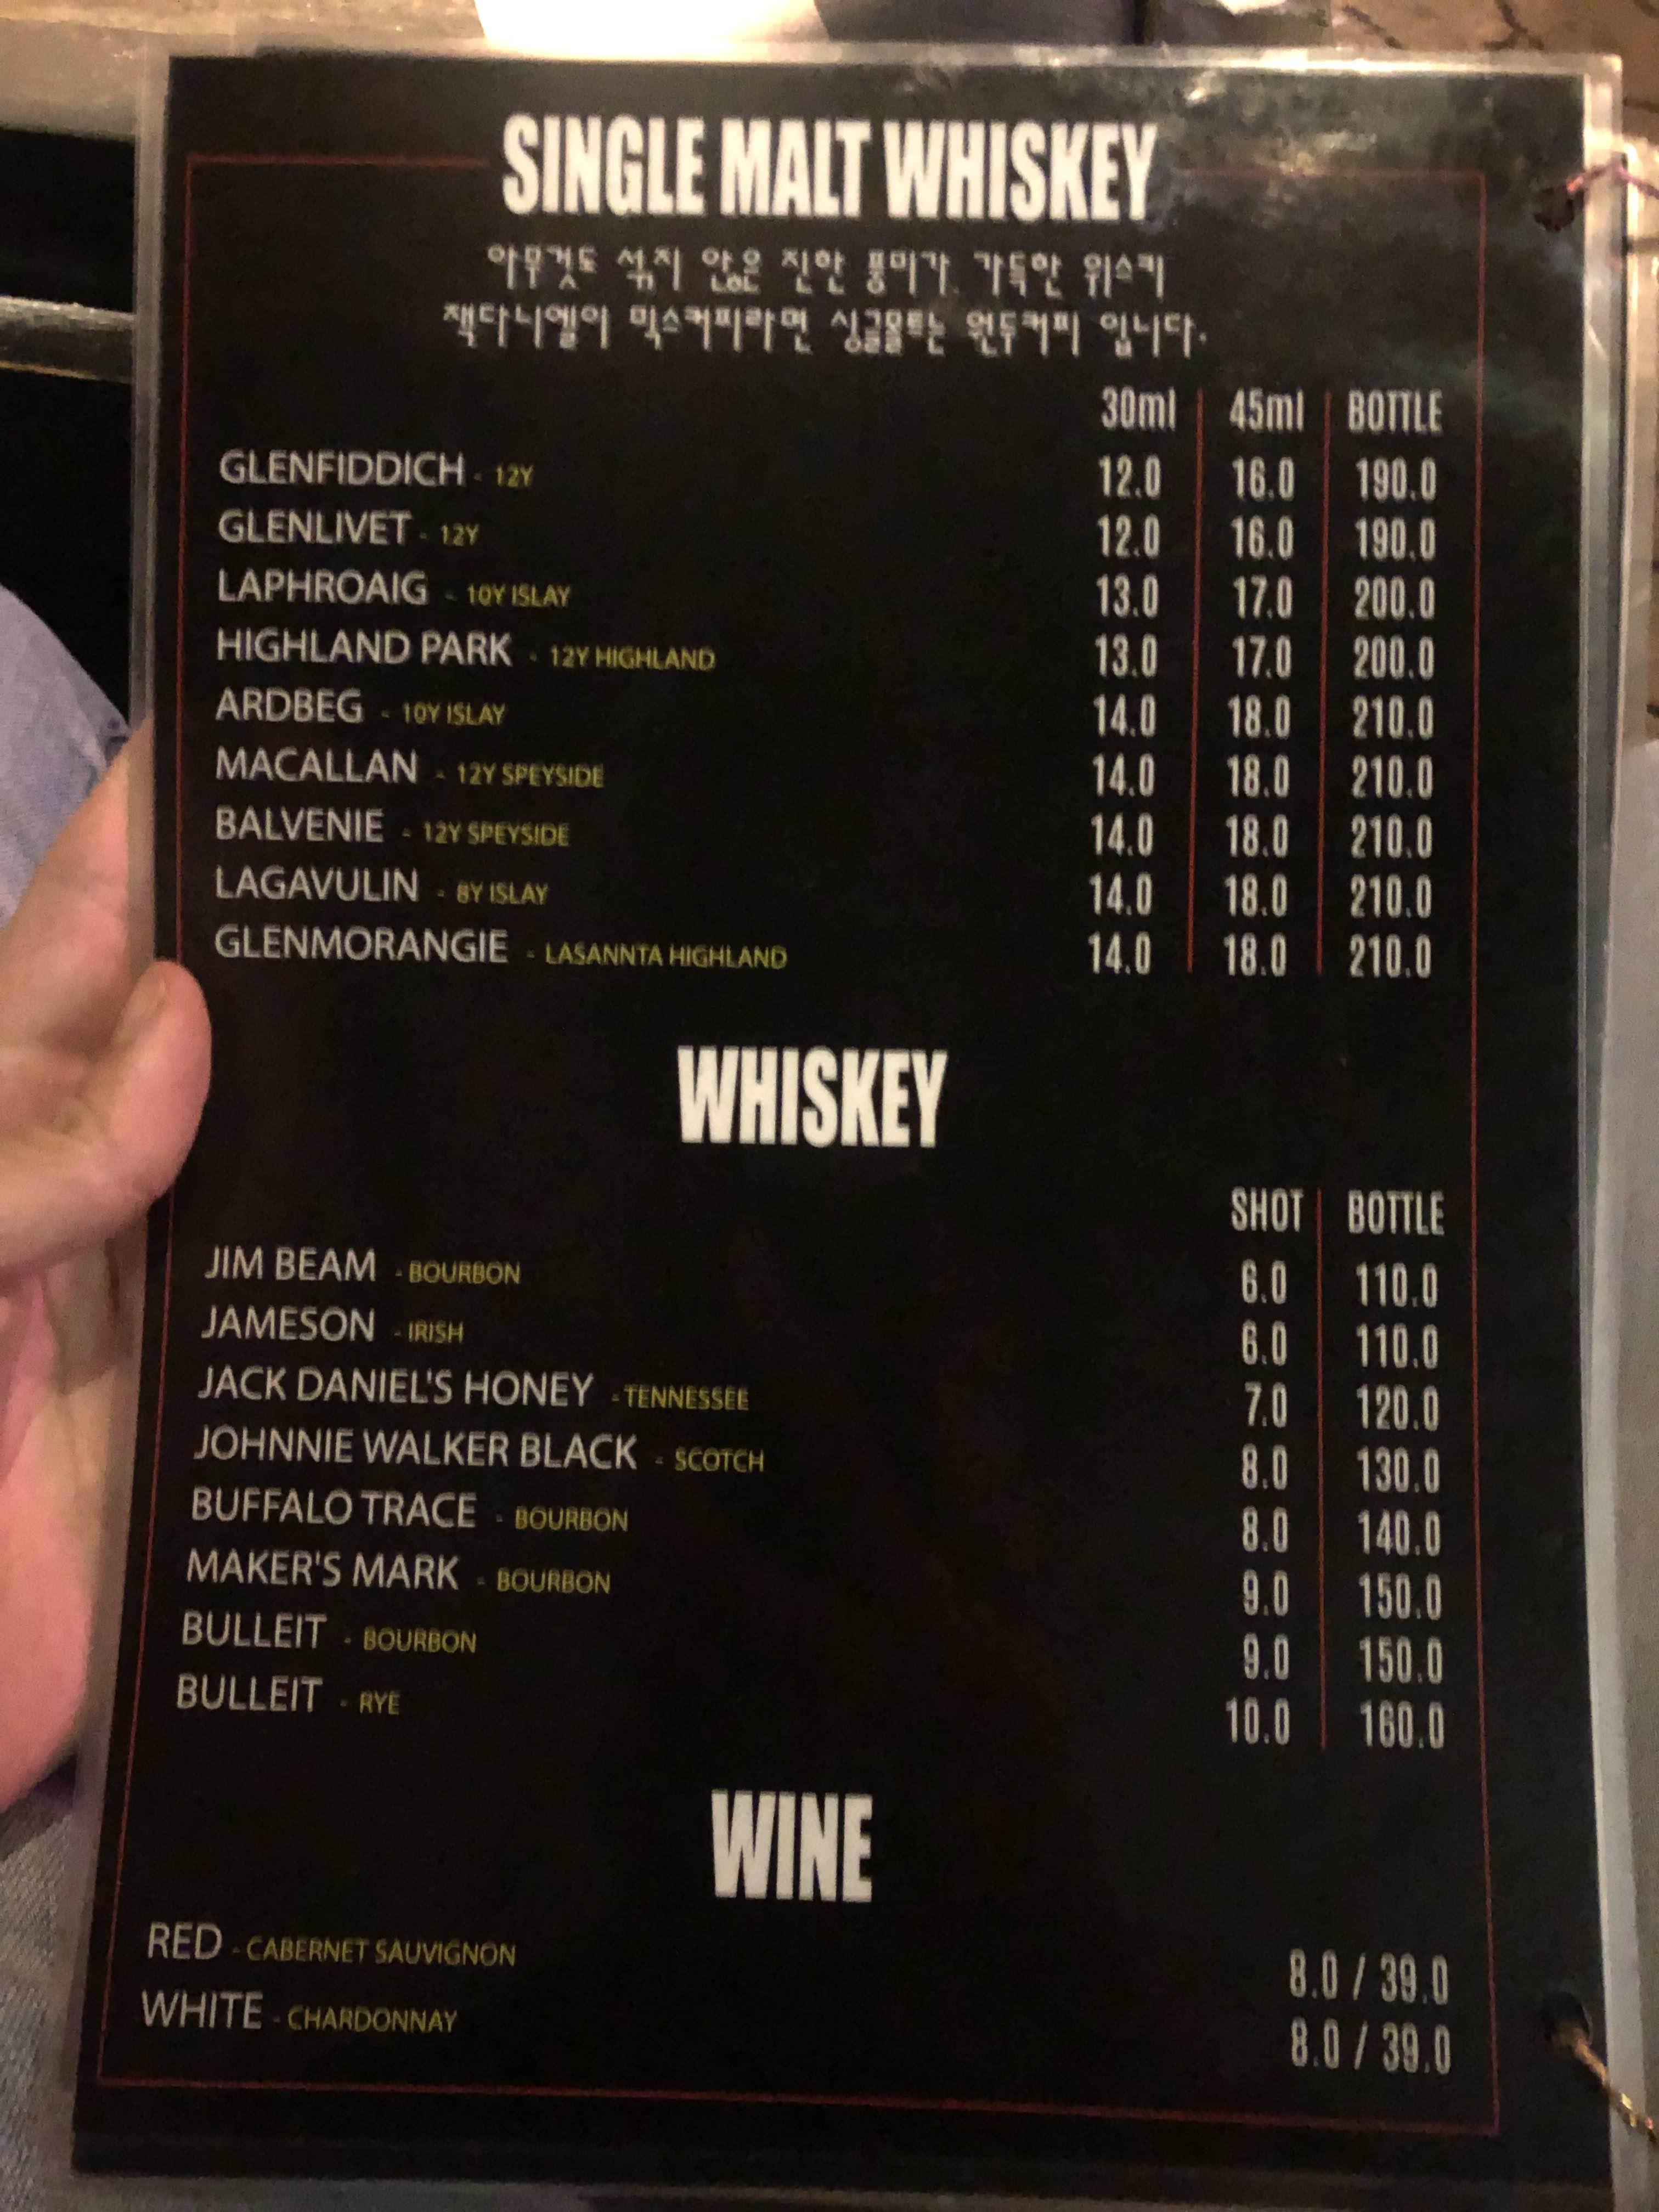 SINGLE MALT WHISKEY
아무것도 섞지 않은 진한 풍미가 가득한 위스키
잭다니엘이 믹스커피라면 싱글몰트는 원두커피 입니다.
30ml 45ml BOTTLE
GLENFIDDICH - 12Y 12.0 16.0 190.0
GLENLIVET - 12Y 12.0 16.0 190.0
LAPHROAIG - 10Y ISLAY 13.0 17.0 200.0
HIGHLAND PARK - 12Y HIGHLAND 13.0 17.0 200.0
ARDBEG - 10Y ISLAY 14.0 18.0 210.0
MACALLAN - 12Y SPEYSIDE 14.0 18.0 210.0
BALVENIE - 12Y SPEYSIDE 14.0 18.0 210.0
LAGAVULIN - 8Y ISLAY 14.0 18.0 210.0
GLENMORANGIE - LASANNTA HIGHLAND 14.0 18.0 210.0
WHISKEY
SHOT BOTTLE
JIM BEAM - BOURBON 6.0 110.0
JAMESON - IRISH 6.0 110.0
JACK DANIEL'S HONEY - TENNESSEE 7.0 120.0
JOHNNIE WALKER BLACK - SCOTCH 8.0 130.0
BUFFALO TRACE - BOURBON 8.0 140.0
MAKER'S MARK - BOURBON 9.0 150.0
BULLEIT - BOURBON 9.0 150.0
BULLEIT - RYE 10.0 160.0
WINE
RED - CABERNET SAUVIGNON 8.0 / 39.0
WHITE - CHARDONNAY 8.0 / 39.0